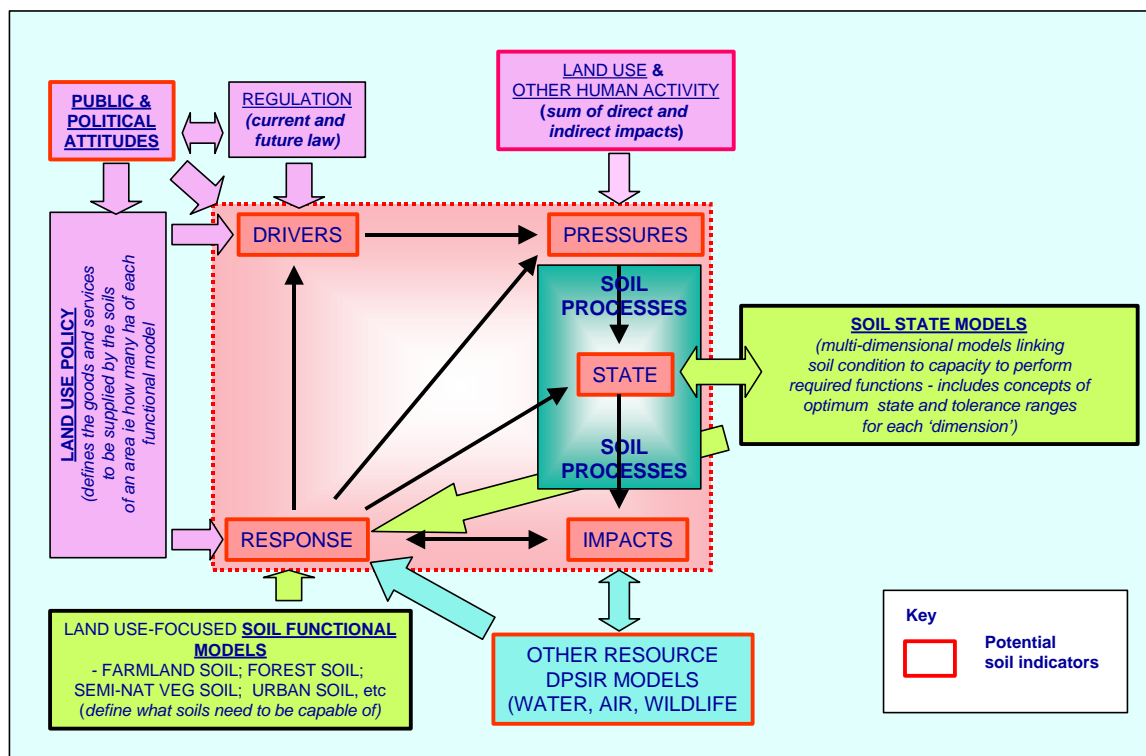 PUBLIC &
POLITICAL
ATTITUDES
REGULATION
(current and
future law)
LAND USE &
OTHER HUMAN ACTIVITY
(sum of direct and
indirect impacts)
LAND USE POLICY
(defines the goods and services
to be supplied by the soils
of an area ie how many ha of each
functional model
DRIVERS
PRESSURES
SOIL
PROCESSES
STATE
SOIL
PROCESSES
SOIL STATE MODELS
(multi-dimensional models linking
soil condition to capacity to perform
required functions - includes concepts of
optimum state and tolerance ranges
for each 'dimension')
RESPONSE
IMPACTS
LAND USE-FOCUSED SOIL FUNCTIONAL
MODELS
- FARMLAND SOIL; FOREST SOIL;
SEMI-NAT VEG SOIL; URBAN SOIL, etc
(define what soils need to be capable of)
OTHER RESOURCE
DPSIR MODELS
(WATER, AIR, WILDLIFE
Key
Potential
soil indicators